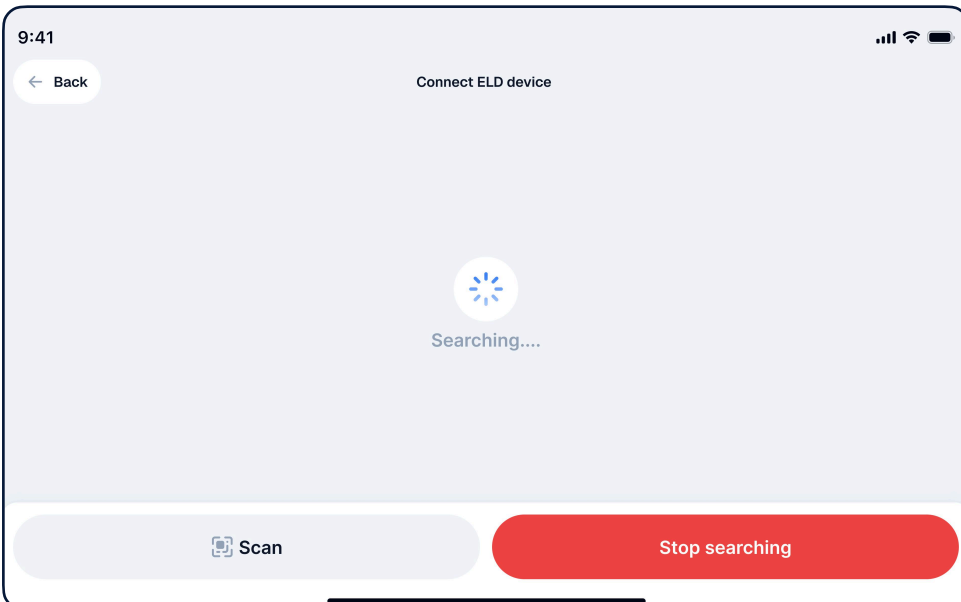 9:41
Back
Connect ELD device
Searching....
Scan
Stop searching